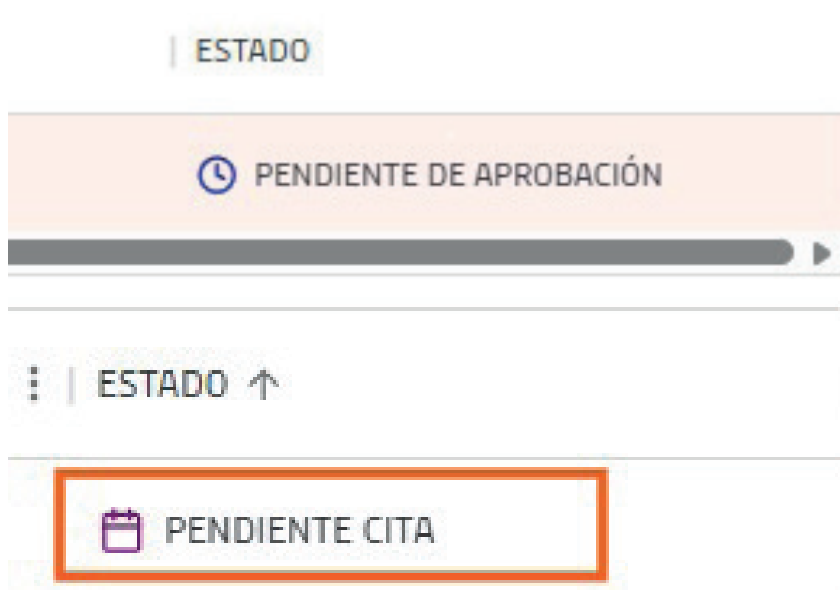 ESTADO
PENDIENTE DE APROBACIÓN
ESTADO ↑
PENDIENTE CITA